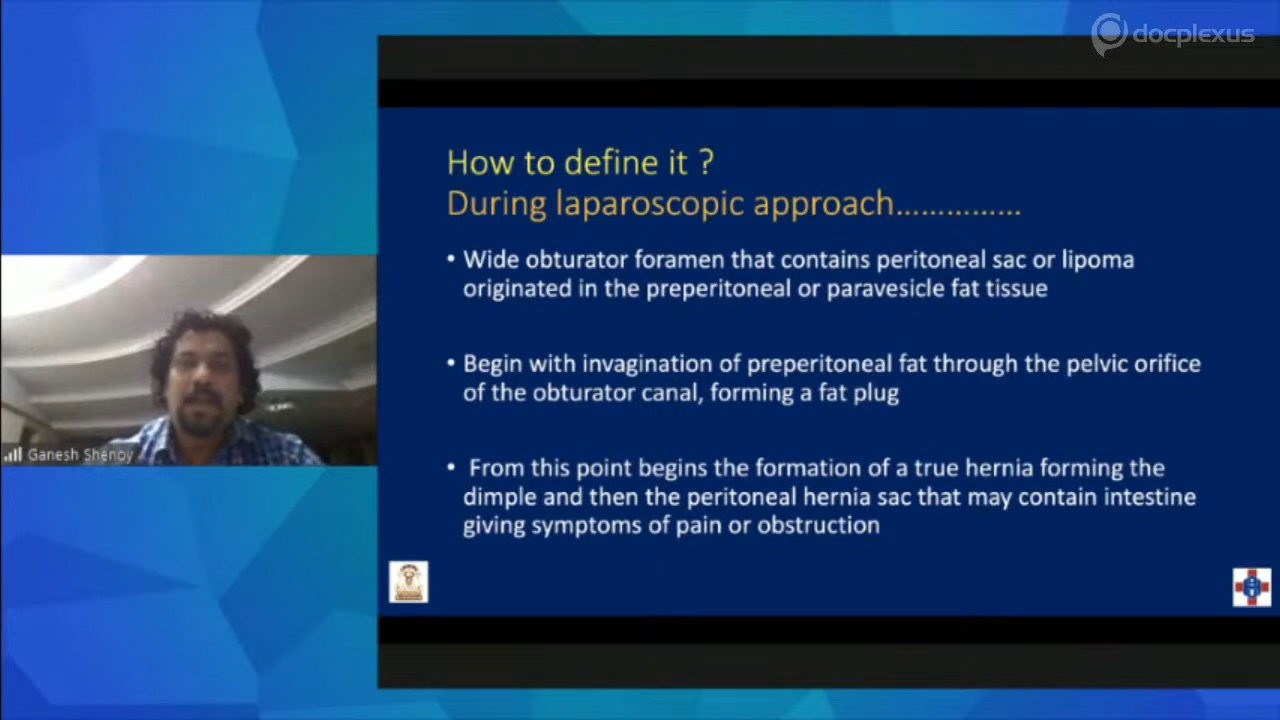 docplexus
How to define it ?
During laparoscopic approach……………
• Wide obturator foramen that contains peritoneal sac or lipoma
originated in the preperitoneal or paravesicle fat tissue
• Begin with invagination of preperitoneal fat through the pelvic orifice
of the obturator canal, forming a fat plug
• From this point begins the formation of a true hernia forming the
dimple and then the peritoneal hernia sac that may contain intestine
giving symptoms of pain or obstruction
Ganesh Shenoy